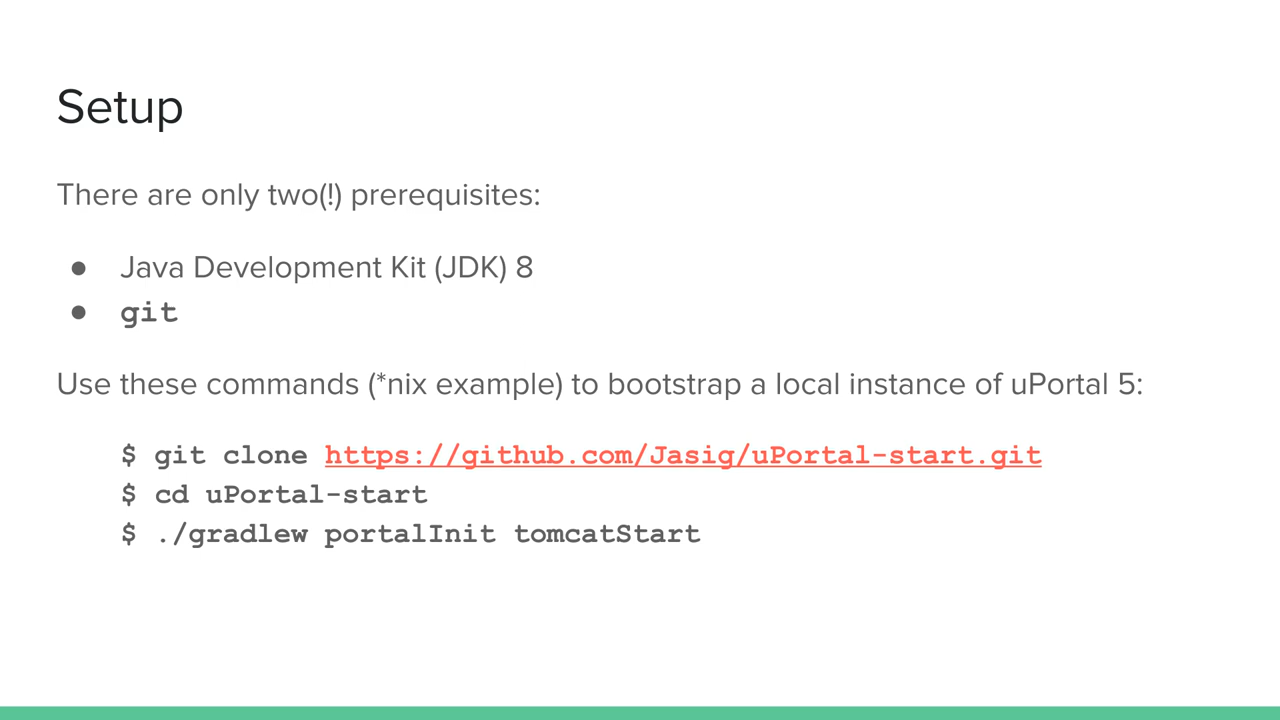 Setup
There are only two(!) prerequisites:
● Java Development Kit (JDK) 8
● git
Use these commands (*nix example) to bootstrap a local instance of uPortal 5:
$ git clone https://github.com/Jasig/uPortal-start.git
$ cd uPortal-start
$ ./gradlew portalInit tomcatStart